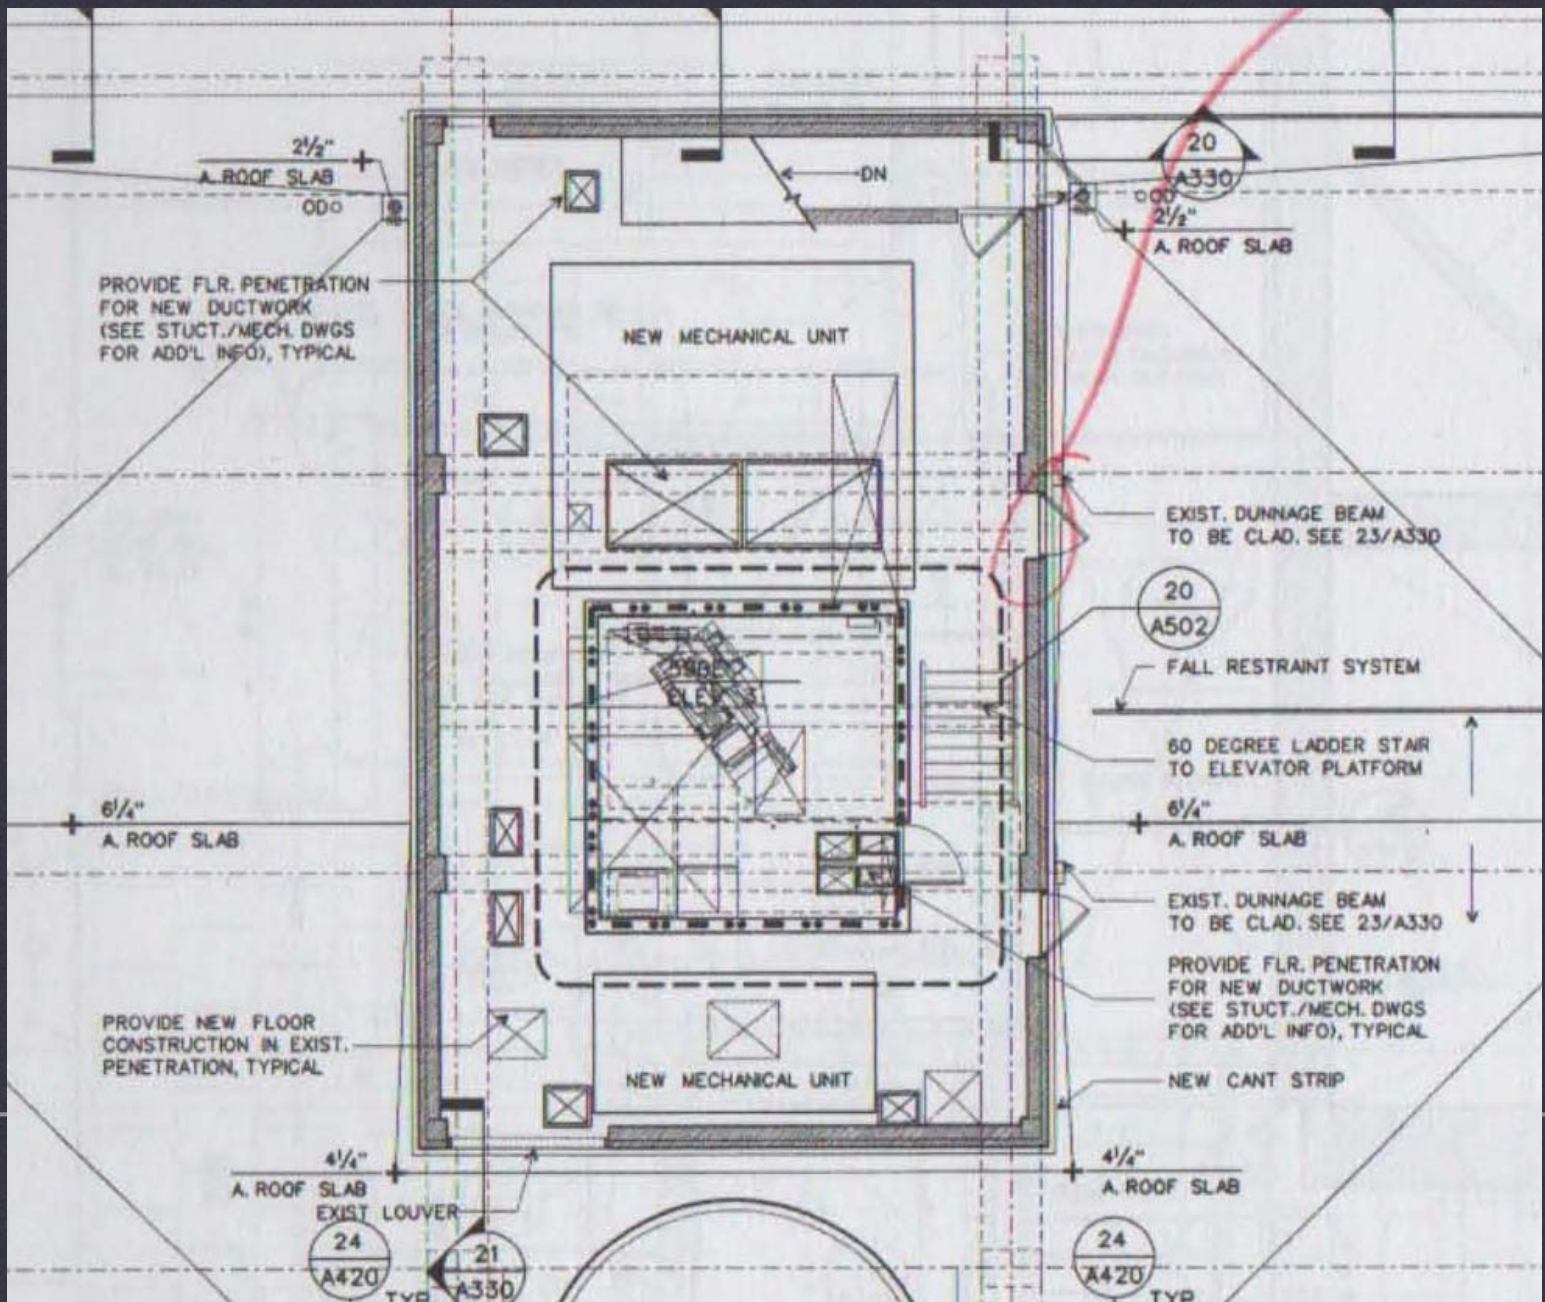 2½"
A. ROOF SLAB
OD
DN
20
A330
OD
2½"
A. ROOF SLAB
PROVIDE FLR. PENETRATION
FOR NEW DUCTWORK
(SEE STUCT./MECH. DWGS
FOR ADD'L INFO), TYPICAL
NEW MECHANICAL UNIT
EXIST. DUNNAGE BEAM
TO BE CLAD. SEE 23/A330
20
A502
FALL RESTRAINT SYSTEM
60 DEGREE LADDER STAIR
TO ELEVATOR PLATFORM
6¼"
A. ROOF SLAB
6¼"
A. ROOF SLAB
EXIST. DUNNAGE BEAM
TO BE CLAD. SEE 23/A330
PROVIDE FLR. PENETRATION
FOR NEW DUCTWORK
(SEE STUCT./MECH. DWGS
FOR ADD'L INFO), TYPICAL
PROVIDE NEW FLOOR
CONSTRUCTION IN EXIST.
PENETRATION, TYPICAL
NEW MECHANICAL UNIT
NEW CANT STRIP
4¼"
A. ROOF SLAB
4¼"
A. ROOF SLAB
EXIST LOUVER
24
A420
21
A330
TYP
24
A420
TYP